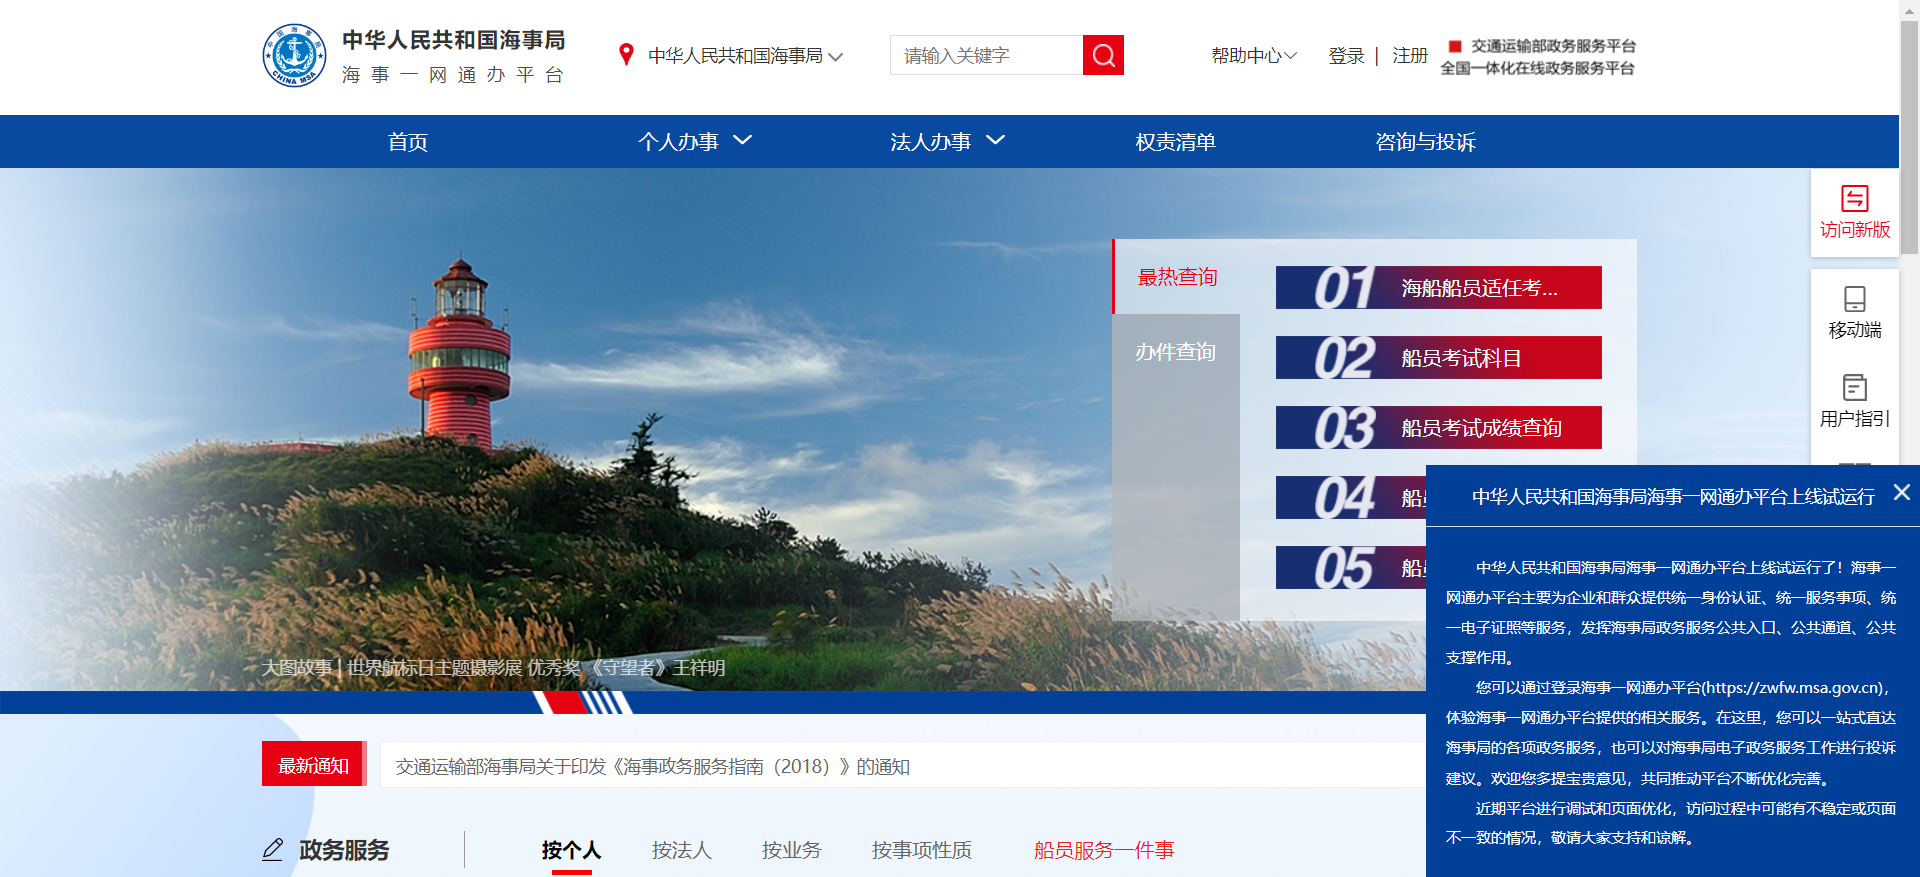 中华人民共和国海事局
海事一网通办平台
CHINA MSA
中华人民共和国海事局
请输入关键字
帮助中心
登录 | 注册
交通运输部政务服务平台
全国一体化在线政务服务平台
首页
个人办事
法人办事
权责清单
咨询与投诉
访问新版
移动端
用户指引
最热查询
办件查询
01 海船船员适任考...
02 船员考试科目
03 船员考试成绩查询
04 船
05 船
大图故事 | 世界航标日主题摄影展 优秀奖 《守望者》王祥明
最新通知
交通运输部海事局关于印发《海事政务服务指南（2018）》的通知
政务服务
按个人
按法人
按业务
按事项性质
船员服务一件事
中华人民共和国海事局海事一网通办平台上线试运行
中华人民共和国海事局海事一网通办平台上线试运行了！海事一
网通办平台主要为企业和群众提供统一身份认证、统一服务事项、统
一电子证照等服务，发挥海事局政务服务公共入口、公共通道、公共
支撑作用。
您可以通过登录海事一网通办平台(https://zwfw.msa.gov.cn)，
体验海事一网通办平台提供的相关服务。在这里，您可以一站式直达
海事局的各项政务服务，也可以对海事局电子政务服务工作进行投诉
建议。欢迎您多提宝贵意见，共同推动平台不断优化完善。
近期平台进行调试和页面优化，访问过程中可能有不稳定或页面
不一致的情况，敬请大家支持和谅解。